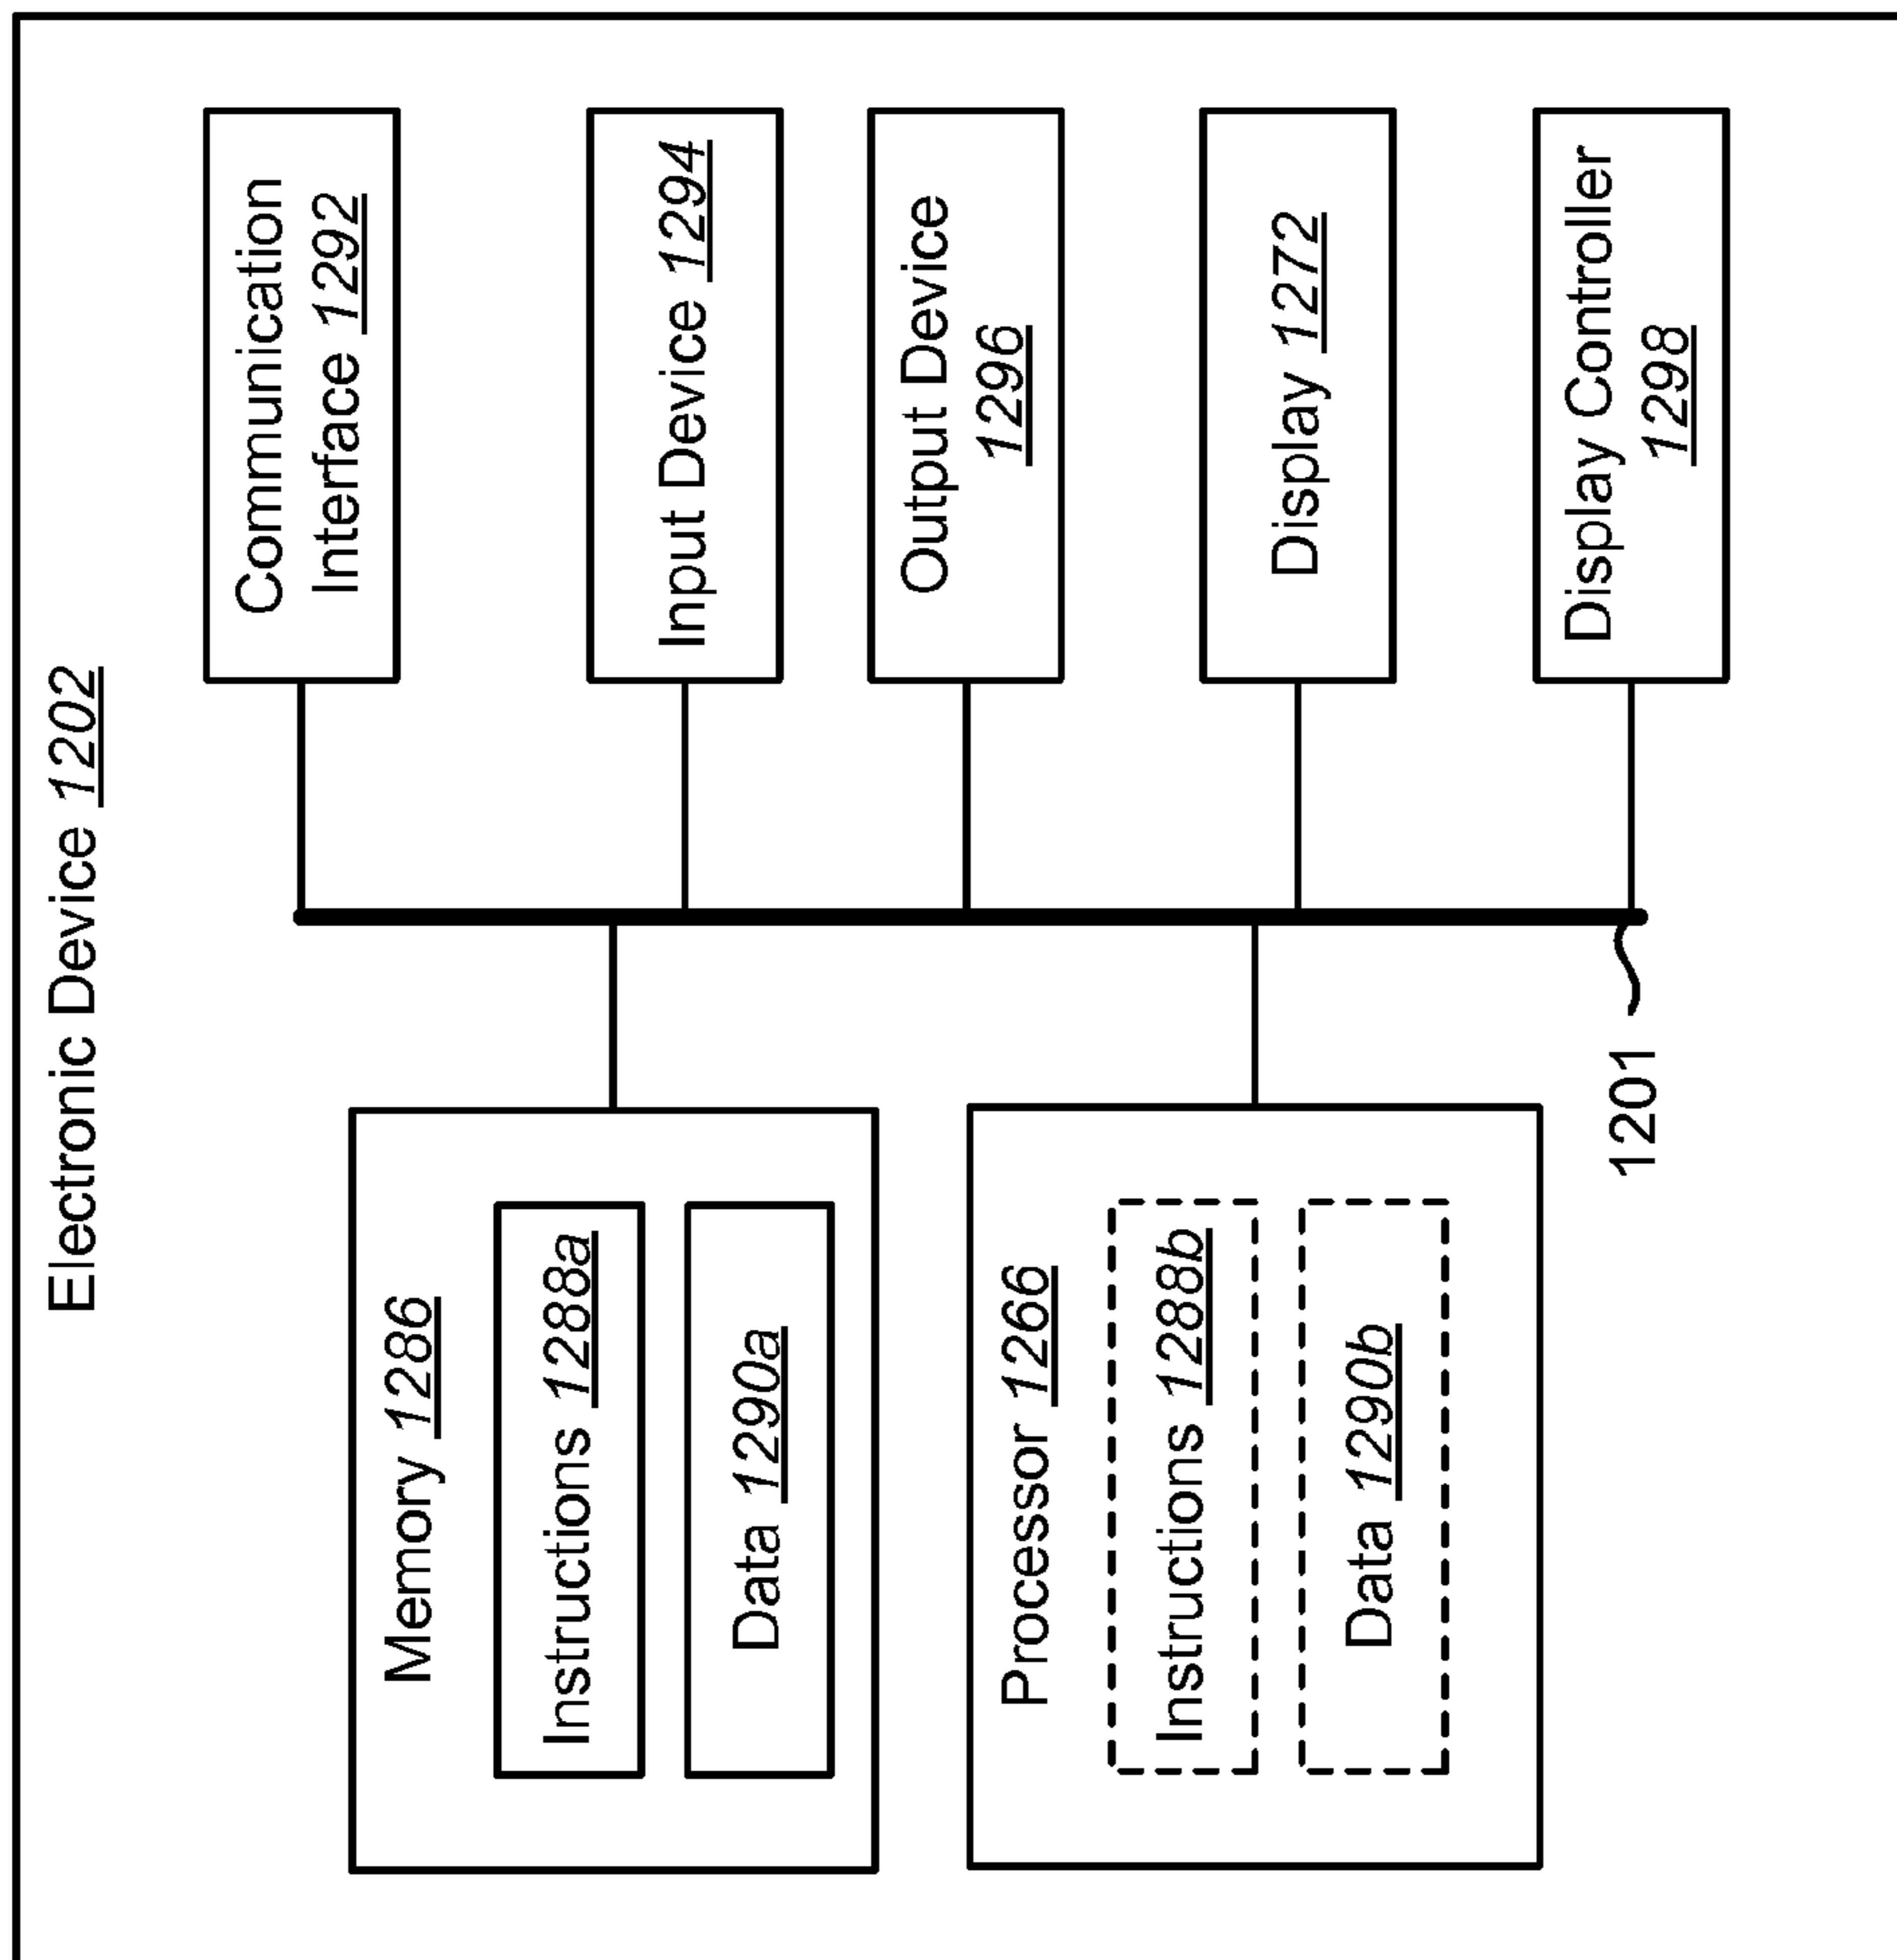 Electronic Device 1202
Memory 1286
Instructions 1288a
Data 1290a
Processor 1266
Instructions 1288b
Data 1290b
1201
Communication
Interface 1292
Input Device 1294
Output Device
1296
Display 1272
Display Controller
1298